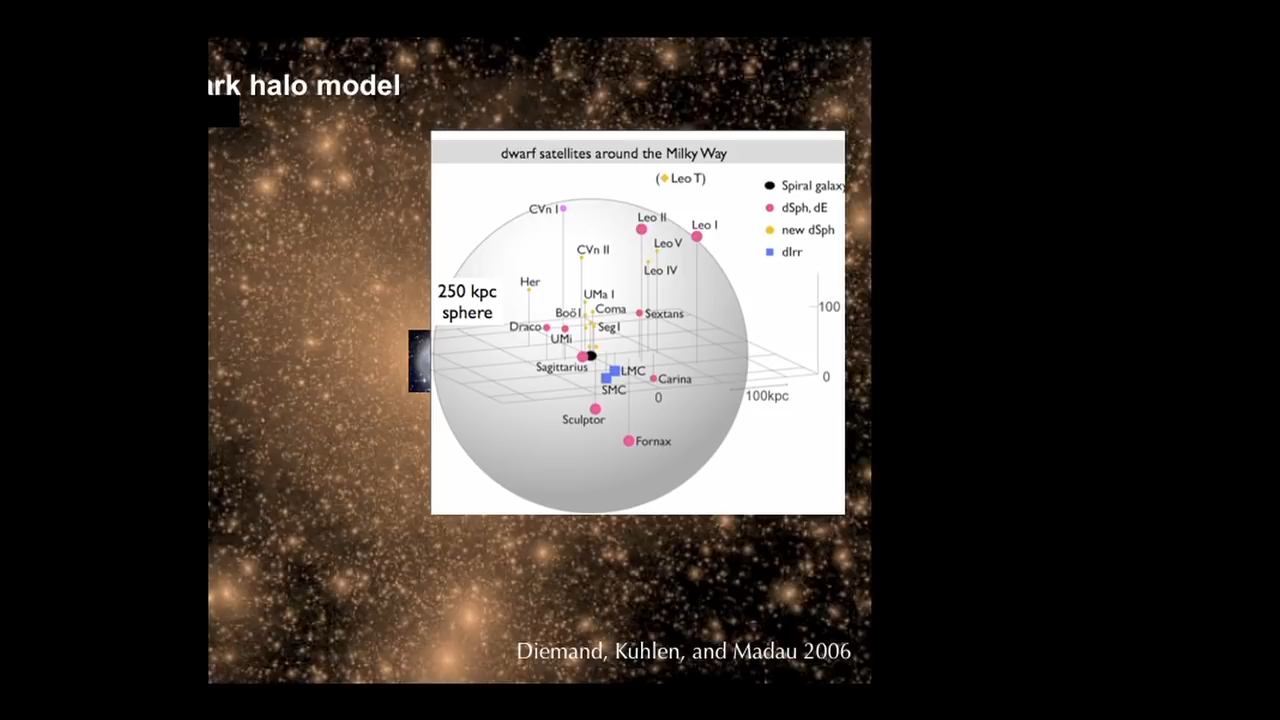 ark halo model
dwarf satellites around the Milky Way
(Leo T)
Spiral galaxy
CVn I
dSph, dE
Leo II
Leo I
new dSph
Leo V
CVn II
dIrr
Leo IV
Her
250 kpc
sphere
UMa I
100
Boö I
Coma
Sextans
Draco
Seg I
UMi
Sagittarius
LMC
Carina
0
SMC
0
100kpc
Sculptor
Fornax
Diemand, Kuhlen, and Madau 2006